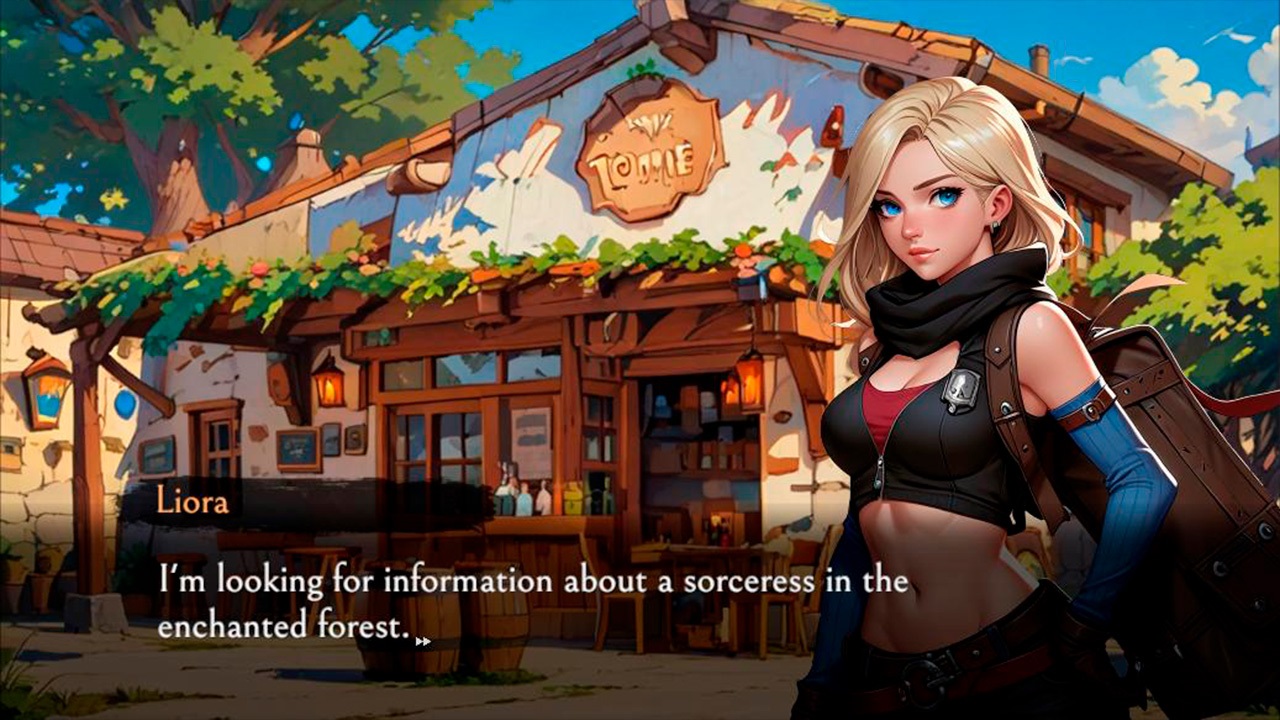 Liora
I'm looking for information about a sorceress in the
enchanted forest.